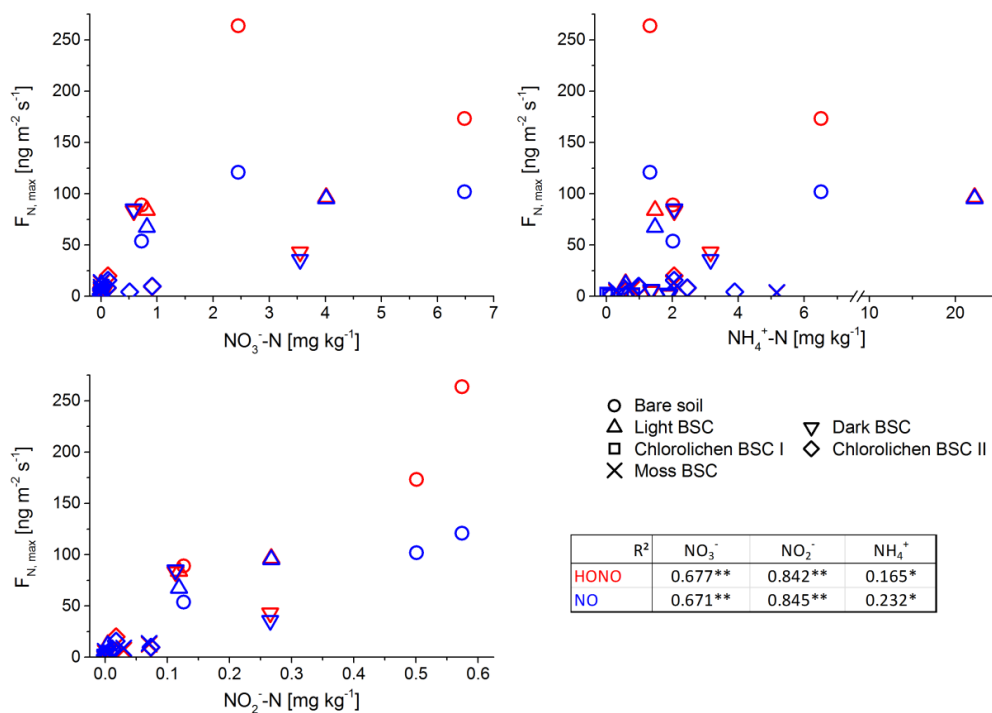 250
200
150
100
50
0
F_N, max [ng m⁻² s⁻¹]
0 1 2 3 4 5 6 7
NO₃⁻-N [mg kg⁻¹]
250
200
150
100
50
0
F_N, max [ng m⁻² s⁻¹]
0 2 4 6 10 20
NH₄⁺-N [mg kg⁻¹]
250
200
150
100
50
0
F_N, max [ng m⁻² s⁻¹]
0.0 0.1 0.2 0.3 0.4 0.5 0.6
NO₂⁻-N [mg kg⁻¹]
Bare soil
Light BSC Dark BSC
Chlorolichen BSC I Chlorolichen BSC II
Moss BSC
R² NO₃⁻ NO₂⁻ NH₄⁺
HONO 0.677** 0.842** 0.165*
NO 0.671** 0.845** 0.232*